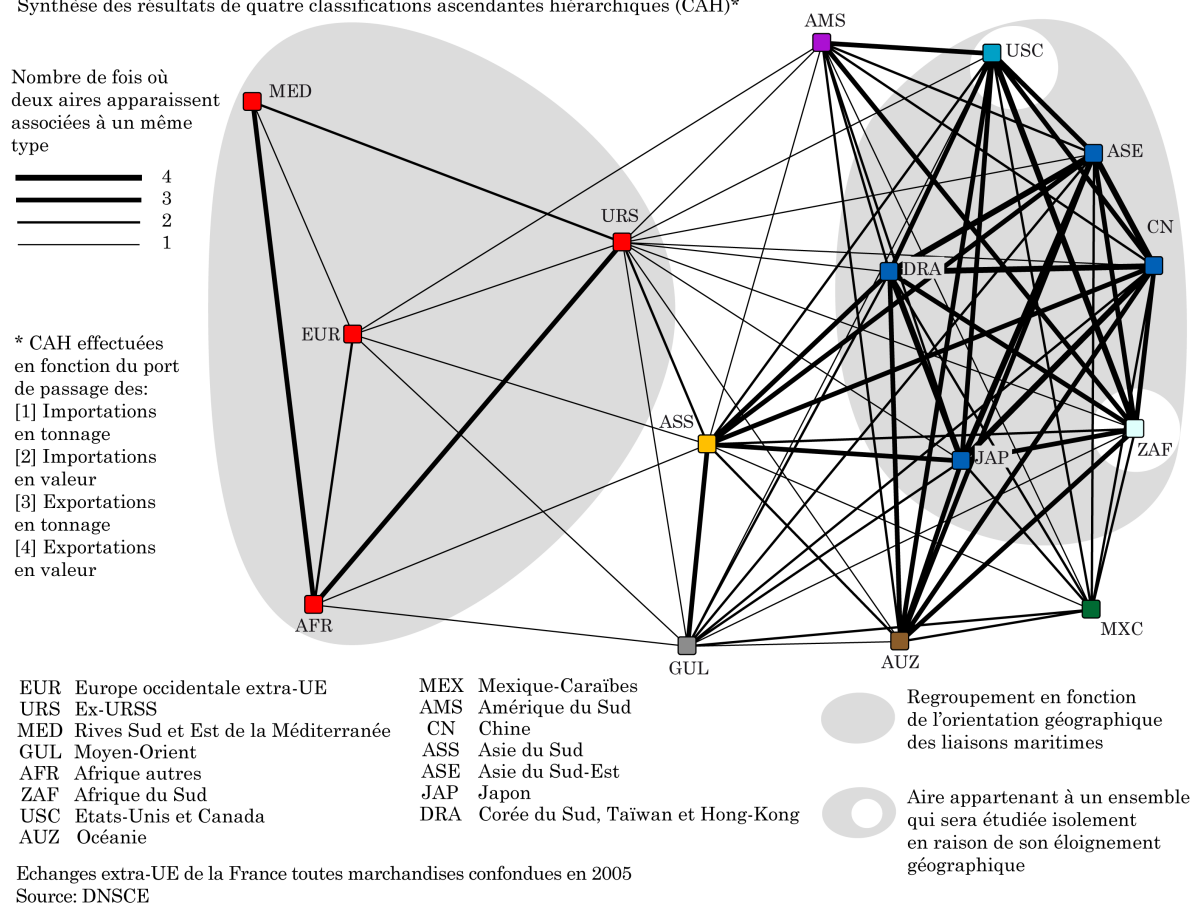 Synthèse des résultats de quatre classifications ascendantes hiérarchiques (CAH)*
AMS
USC
Nombre de fois où
deux aires apparaissent
associées à un même
type
4
3
2
1
MED
ASE
URS
CN
DRA
EUR
* CAH effectuées
en fonction du port
de passage des:
[1] Importations
en tonnage
[2] Importations
en valeur
[3] Exportations
en tonnage
[4] Exportations
en valeur
ASS
JAP
ZAF
AFR
MXC
GUL
AUZ
EUR Europe occidentale extra-UE
URS Ex-URSS
MED Rives Sud et Est de la Méditerranée
GUL Moyen-Orient
AFR Afrique autres
ZAF Afrique du Sud
USC Etats-Unis et Canada
AUZ Océanie
MEX Mexique-Caraïbes
AMS Amérique du Sud
CN Chine
ASS Asie du Sud
ASE Asie du Sud-Est
JAP Japon
DRA Corée du Sud, Taïwan et Hong-Kong
Regroupement en fonction
de l'orientation géographique
des liaisons maritimes
Aire appartenant à un ensemble
qui sera étudiée isolement
en raison de son éloignement
géographique
Echanges extra-UE de la France toutes marchandises confondues en 2005
Source: DNSCE